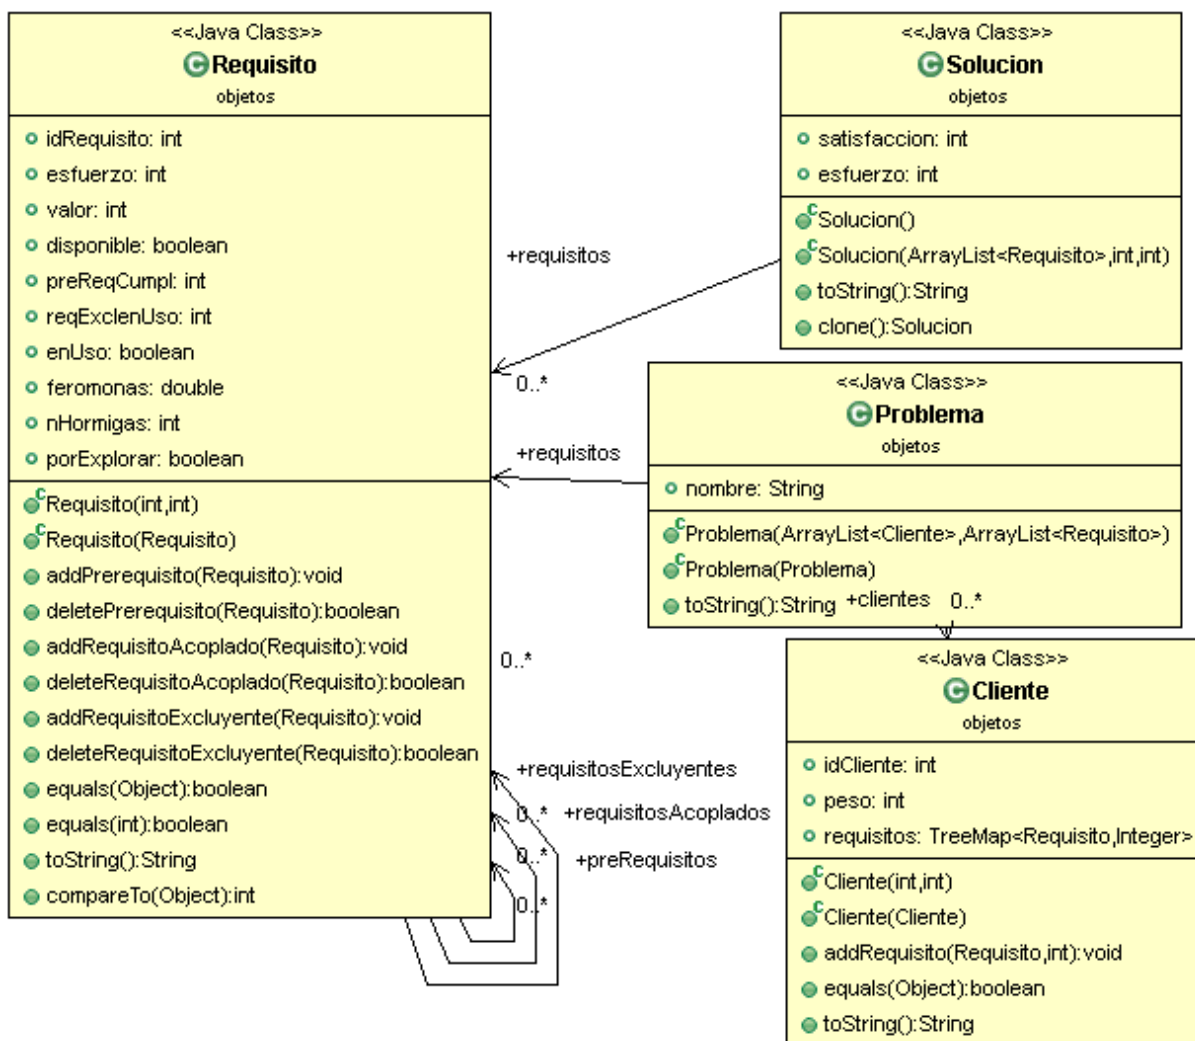 <<Java Class>>
C Requisito
objetos
idRequisito: int
esfuerzo: int
valor: int
disponible: boolean
preReqCumpl: int
reqExclenUso: int
enUso: boolean
feromonas: double
nHormigas: int
porExplorar: boolean
C Requisito(int,int)
C Requisito(Requisito)
addPrerequisito(Requisito):void
deletePrerequisito(Requisito):boolean
addRequisitoAcoplado(Requisito):void
deleteRequisitoAcoplado(Requisito):boolean
addRequisitoExcluyente(Requisito):void
deleteRequisitoExcluyente(Requisito):boolean
equals(Object):boolean
equals(int):boolean
toString():String
compareTo(Object):int
+requisitos
0..*
+requisitos
0..*
+requisitosExcluyentes
0..*
+requisitosAcoplados
0..*
+preRequisitos
0..*
<<Java Class>>
C Solucion
objetos
satisfaccion: int
esfuerzo: int
C Solucion()
C Solucion(ArrayList<Requisito>,int,int)
toString():String
clone():Solucion
<<Java Class>>
C Problema
objetos
nombre: String
C Problema(ArrayList<Cliente>,ArrayList<Requisito>)
C Problema(Problema)
toString():String
+clientes
0..*
<<Java Class>>
C Cliente
objetos
idCliente: int
peso: int
requisitos: TreeMap<Requisito,Integer>
C Cliente(int,int)
C Cliente(Cliente)
addRequisito(Requisito,int):void
equals(Object):boolean
toString():String